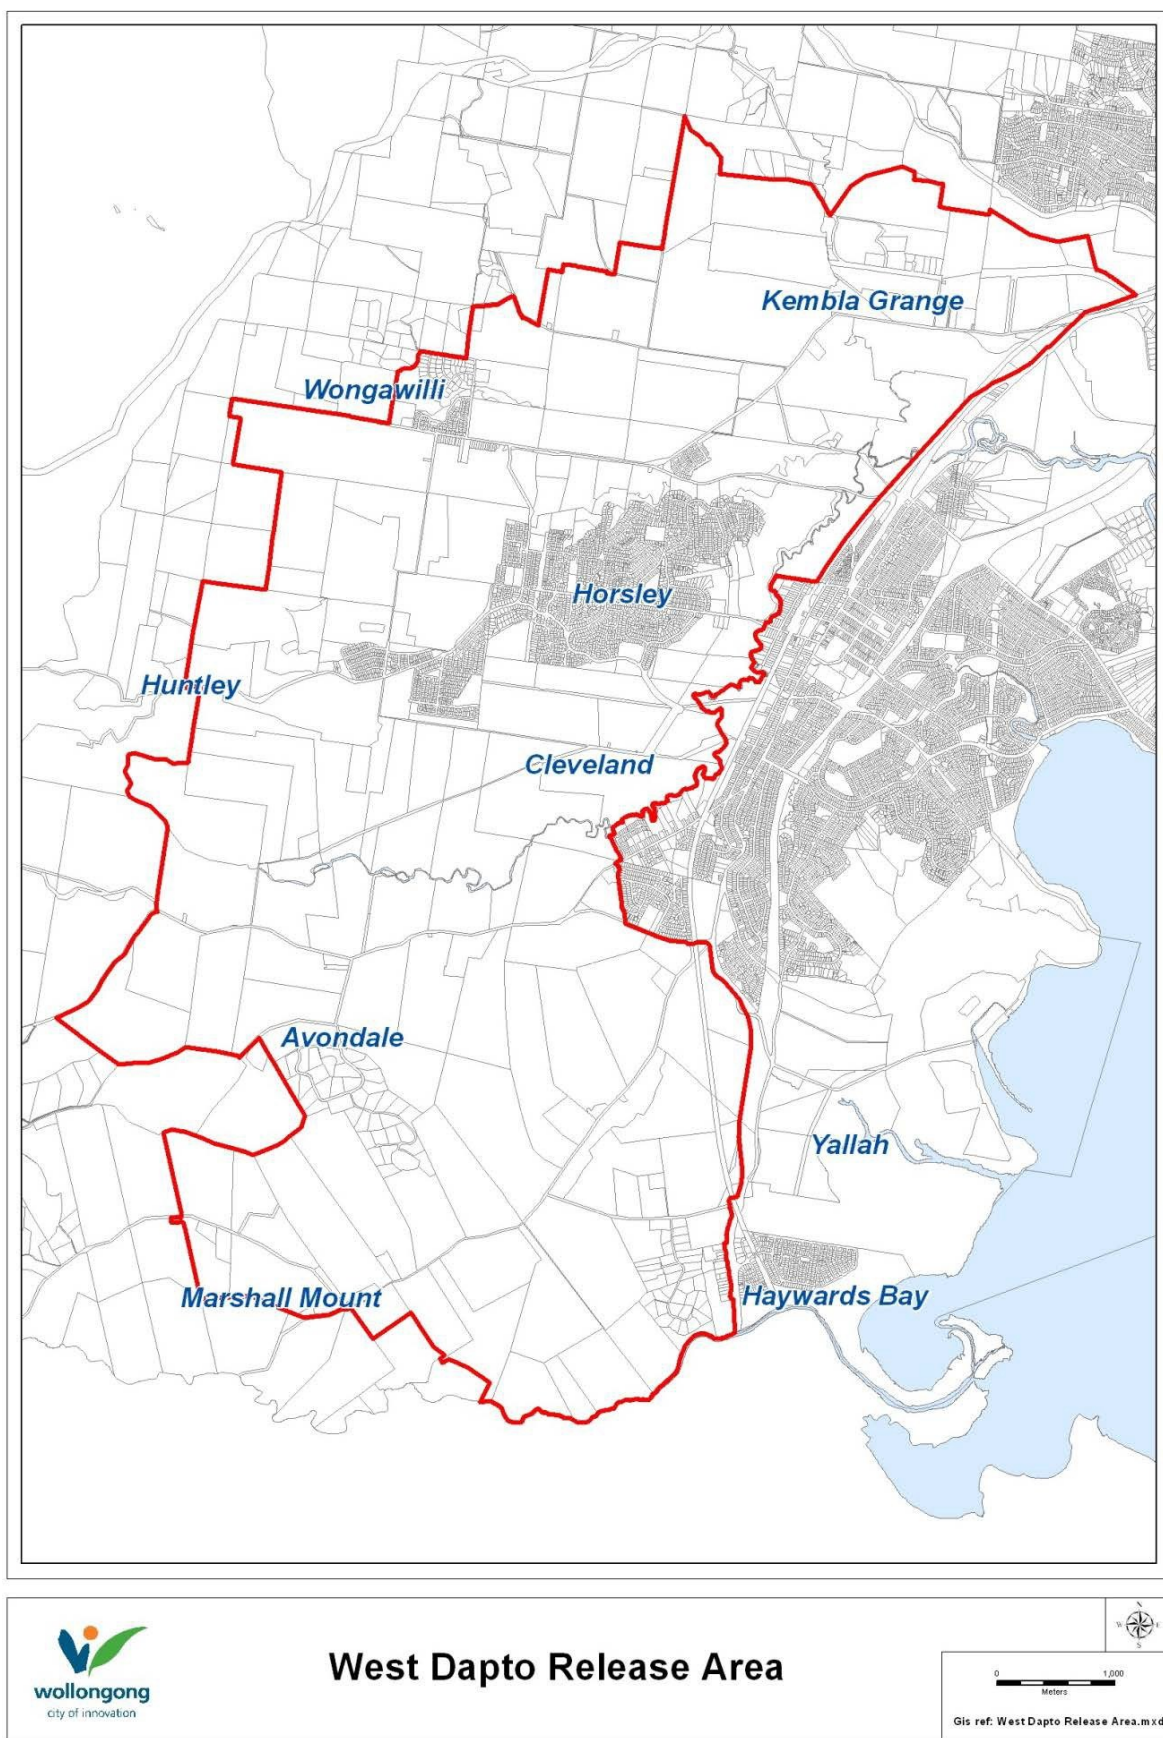 Kembla Grange
Wongawilli
Horsley
Huntley
Cleveland
Avondale
Yallah
Marshall Mount
Haywards Bay
wollongong
city of innovation
West Dapto Release Area
N
W E
S
0 1,000
Meters
Gis ref: West Dapto Release Area.mxd